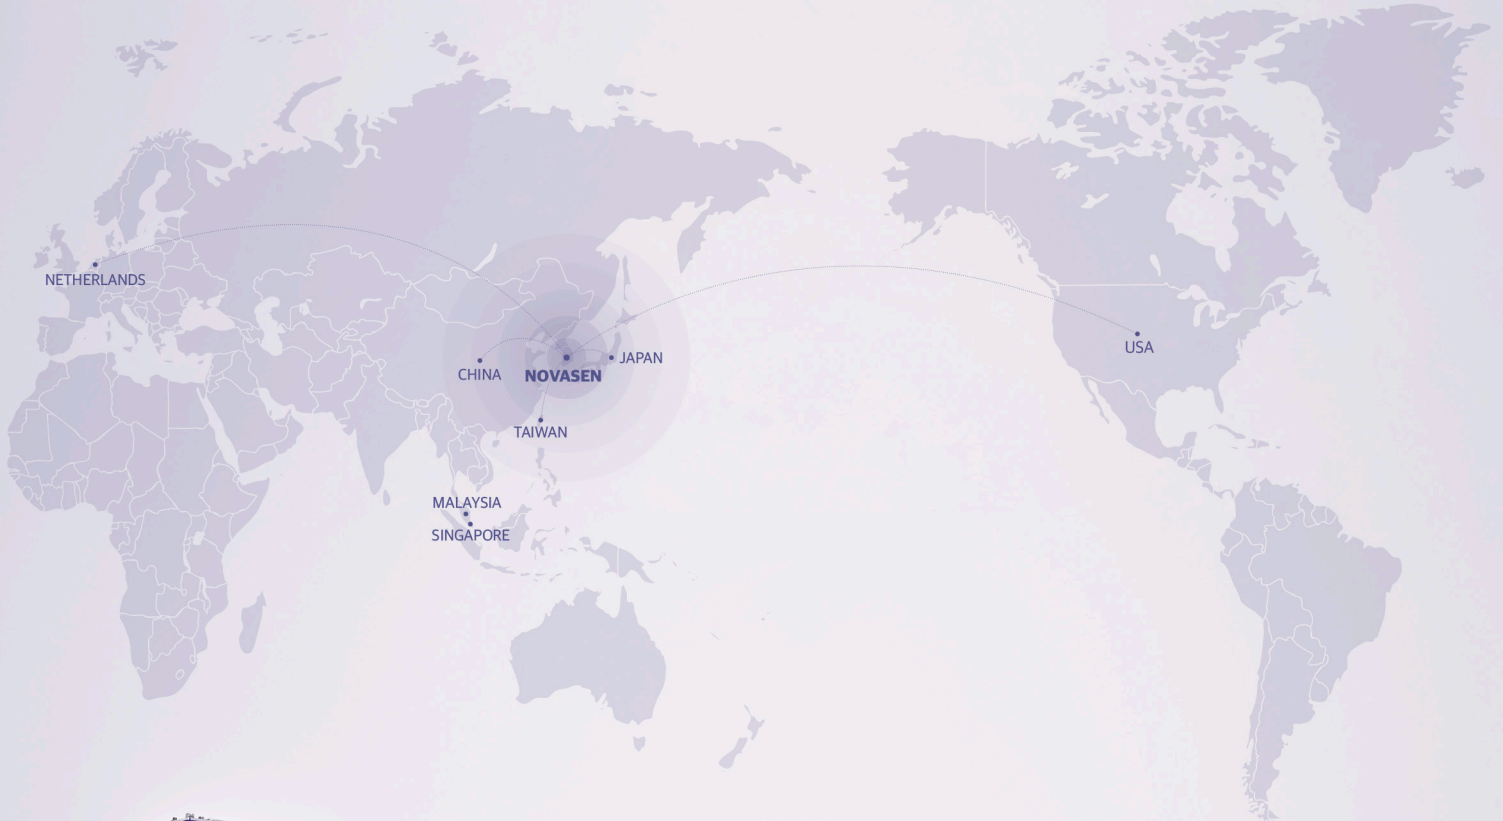 NETHERLANDS
USA
JAPAN
CHINA
NOVASEN
TAIWAN
MALAYSIA
SINGAPORE